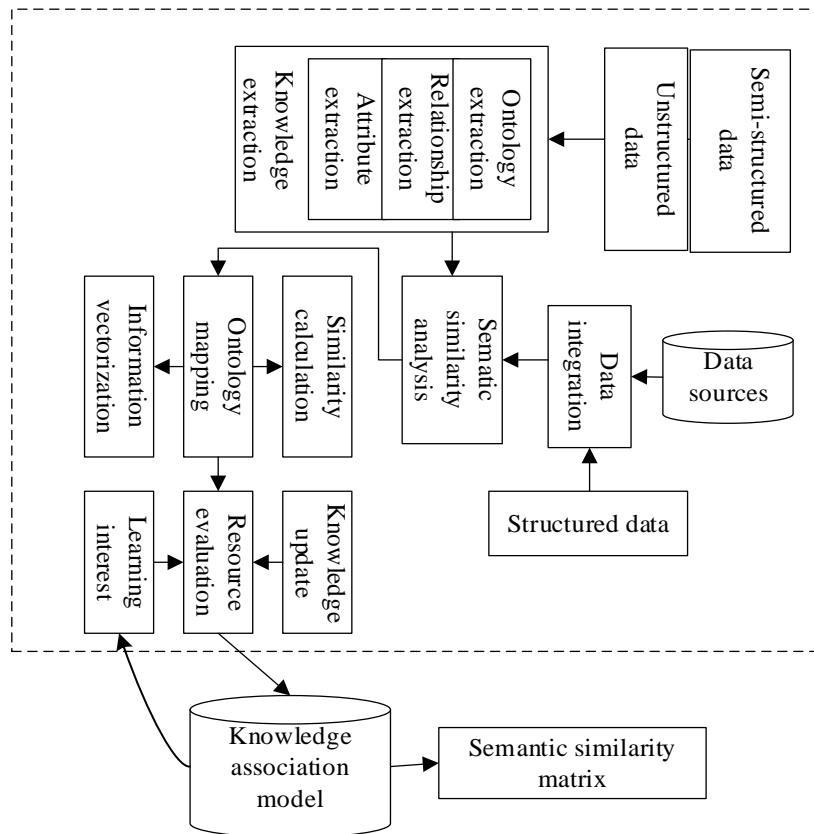 Knowledge
extraction
Attribute
extraction
Relationship
extraction
Ontology
extraction
Unstructured
data
Semi-structured
data
Information
vectorization
Ontology
mapping
Similarity
calculation
Sematic
similarity
analysis
Data
integration
Data
sources
Structured data
Learning
interest
Resource
evaluation
Knowledge
update
Knowledge
association
model
Semantic similarity
matrix